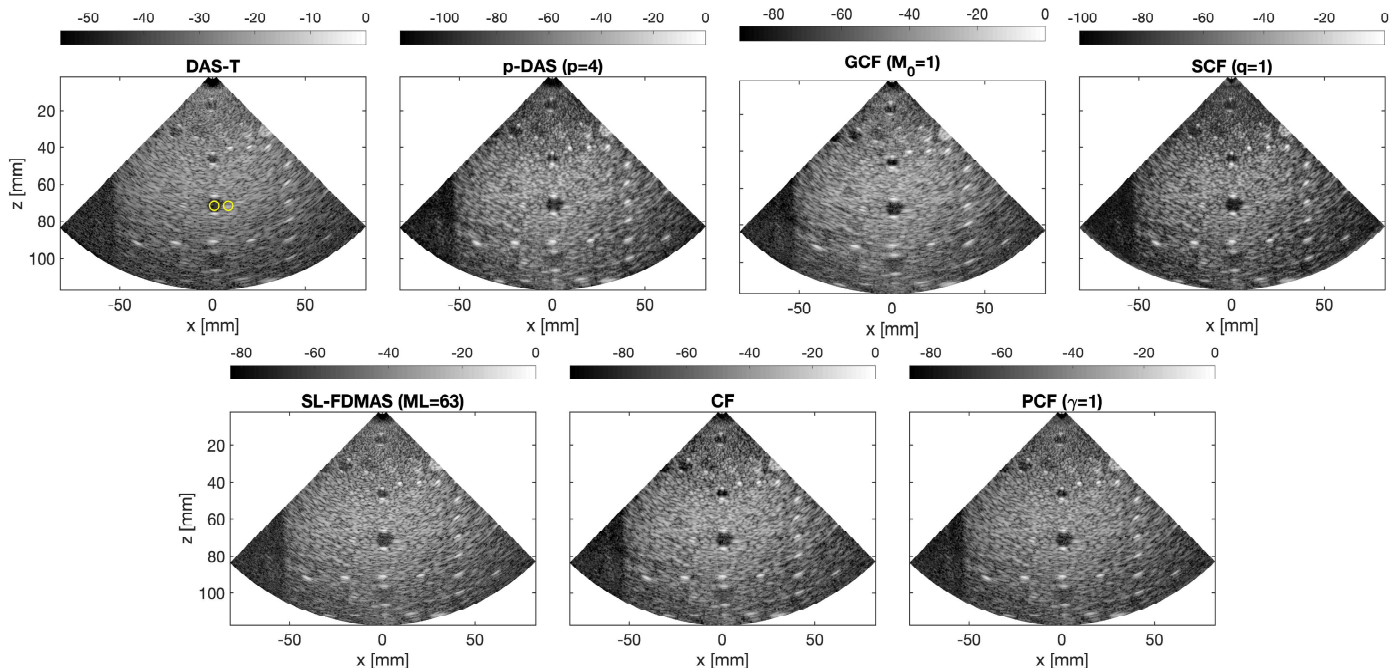 -50 -40 -30 -20 -10 0
-100 -80 -60 -40 -20 0
-80 -60 -40 -20 0
-100 -80 -60 -40 -20 0
DAS-T
p-DAS (p=4)
GCF (M0=1)
SCF (q=1)
20
40
60
80
100
z [mm]
-50 0 50
-50 0 50
-50 0 50
-50 0 50
x [mm]
x [mm]
x [mm]
x [mm]
-80 -60 -40 -20 0
-80 -60 -40 -20 0
-80 -60 -40 -20 0
SL-FDMAS (ML=63)
CF
PCF (γ=1)
20
40
60
80
100
z [mm]
-50 0 50
-50 0 50
-50 0 50
x [mm]
x [mm]
x [mm]